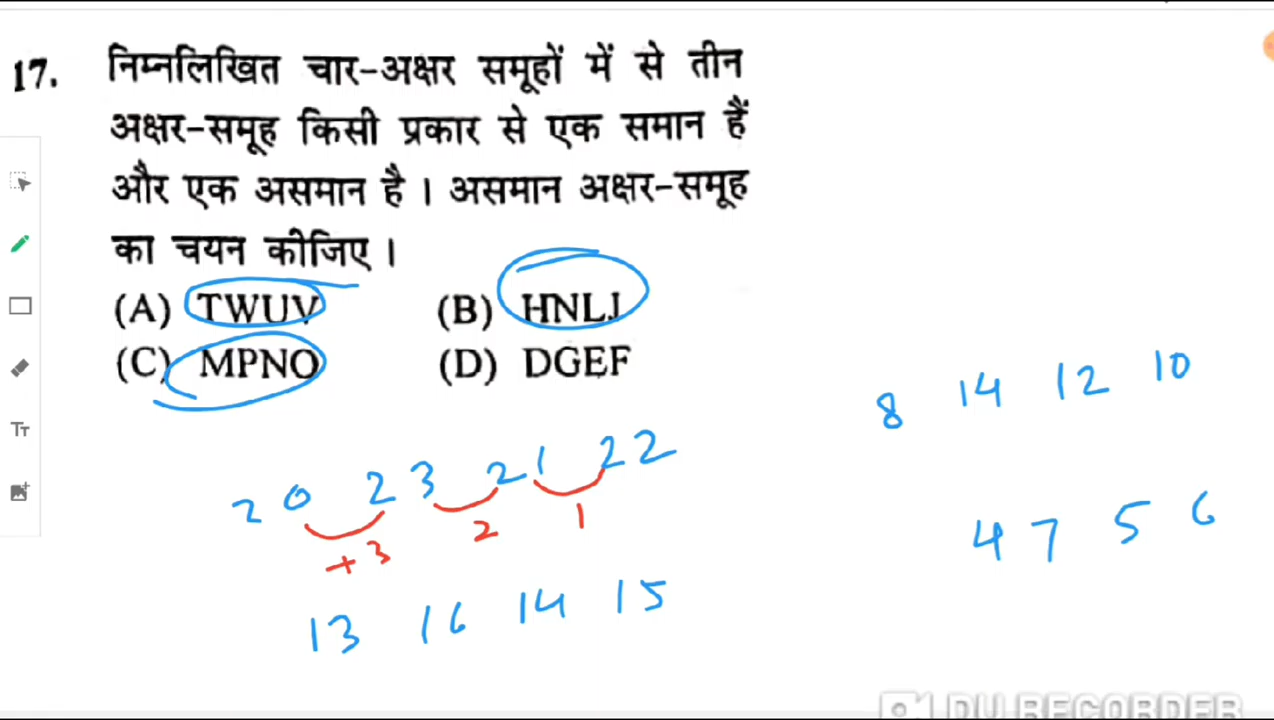 17. निम्नलिखित चार-अक्षर समूहों में से तीन
अक्षर-समूह किसी प्रकार से एक समान हैं
और एक असमान है । असमान अक्षर-समूह
का चयन कीजिए ।
(A) TWUV (B) HNLJ
(C) MPNO (D) DGEF
8 14 12 10
20 23 21 22
+3 2 1
4 7 5 6
13 16 14 15
Tт
DU RECORDER